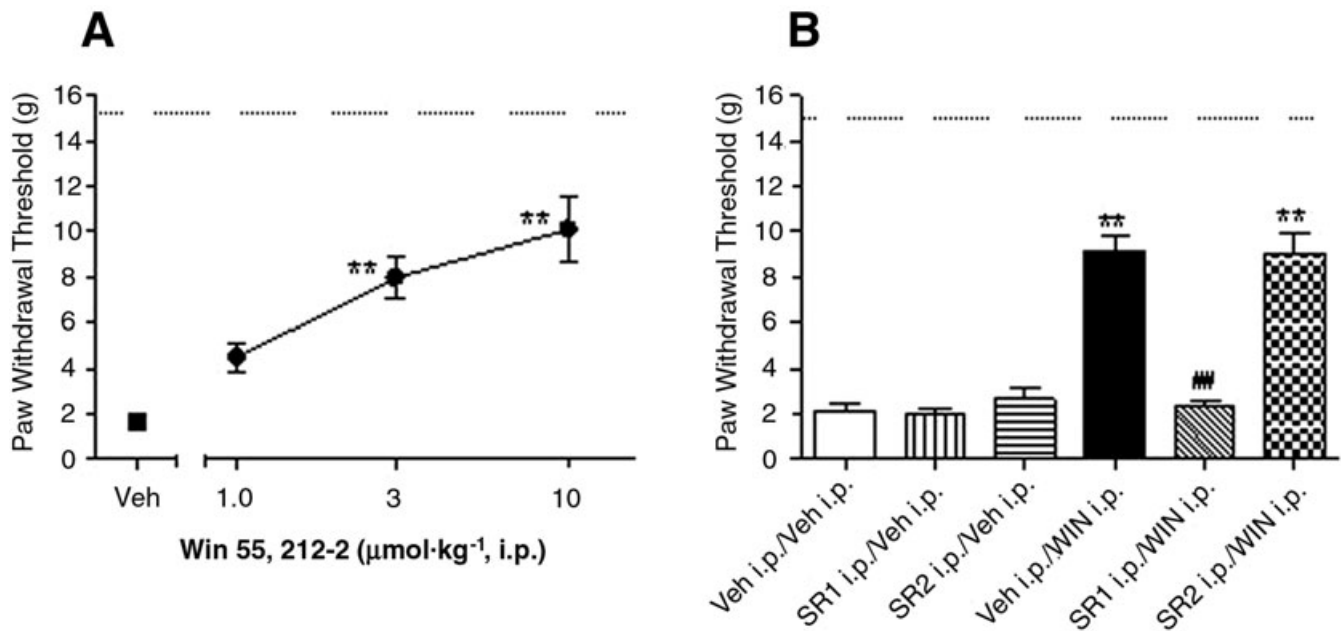 A
Paw Withdrawal Threshold (g)
16
14
12
10
8
6
4
2
0
**
**
Veh
1.0
3
10
Win 55, 212-2 (μmol·kg⁻¹, i.p.)
B
Paw Withdrawal Threshold (g)
16
14
12
10
8
6
4
2
0
**
##
**
Veh i.p./Veh i.p.
SR1 i.p./Veh i.p.
SR2 i.p./Veh i.p.
Veh i.p./WIN i.p.
SR1 i.p./WIN i.p.
SR2 i.p./WIN i.p.